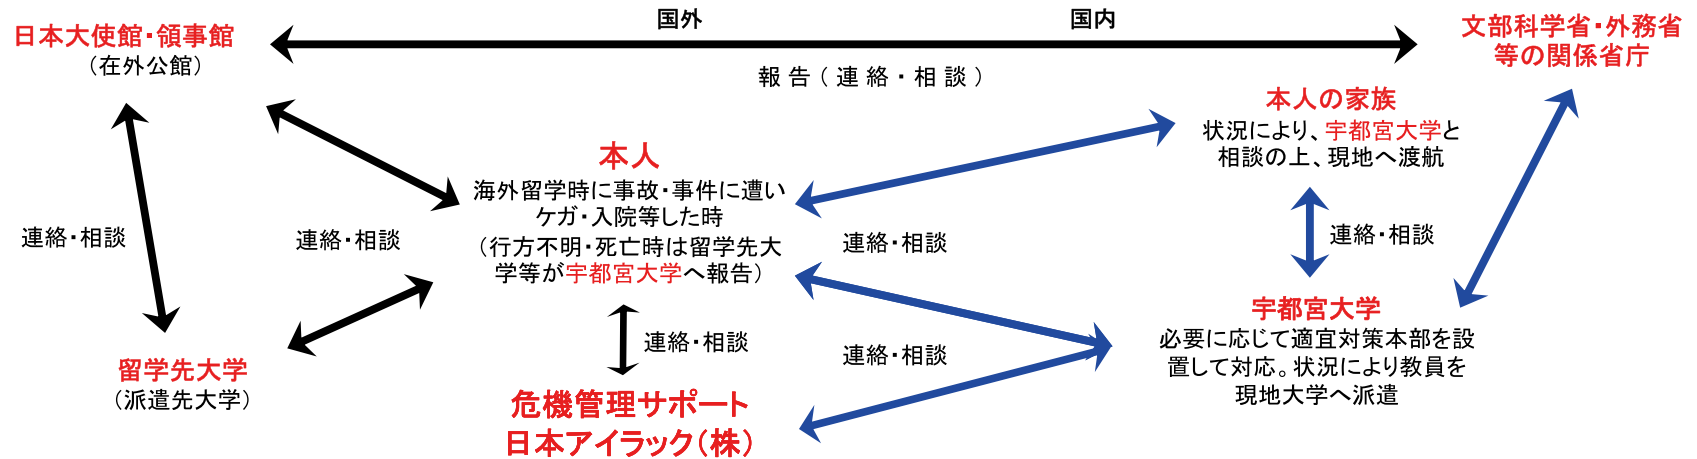 国外
国内
日本大使館・領事館
（在外公館）
報告（連絡・相談）
文部科学省・外務省
等の関係省庁
本人の家族
状況により、宇都宮大学と
相談の上、現地へ渡航
本人
海外留学時に事故・事件に遭い
ケガ・入院等した時
（行方不明・死亡時は留学先大
学等が宇都宮大学へ報告）
連絡・相談
連絡・相談
連絡・相談
連絡・相談
留学先大学
（派遣先大学）
連絡・相談
連絡・相談
宇都宮大学
必要に応じて適宜対策本部を設
置して対応。状況により教員を
現地大学へ派遣
危機管理サポート
日本アイラック（株）